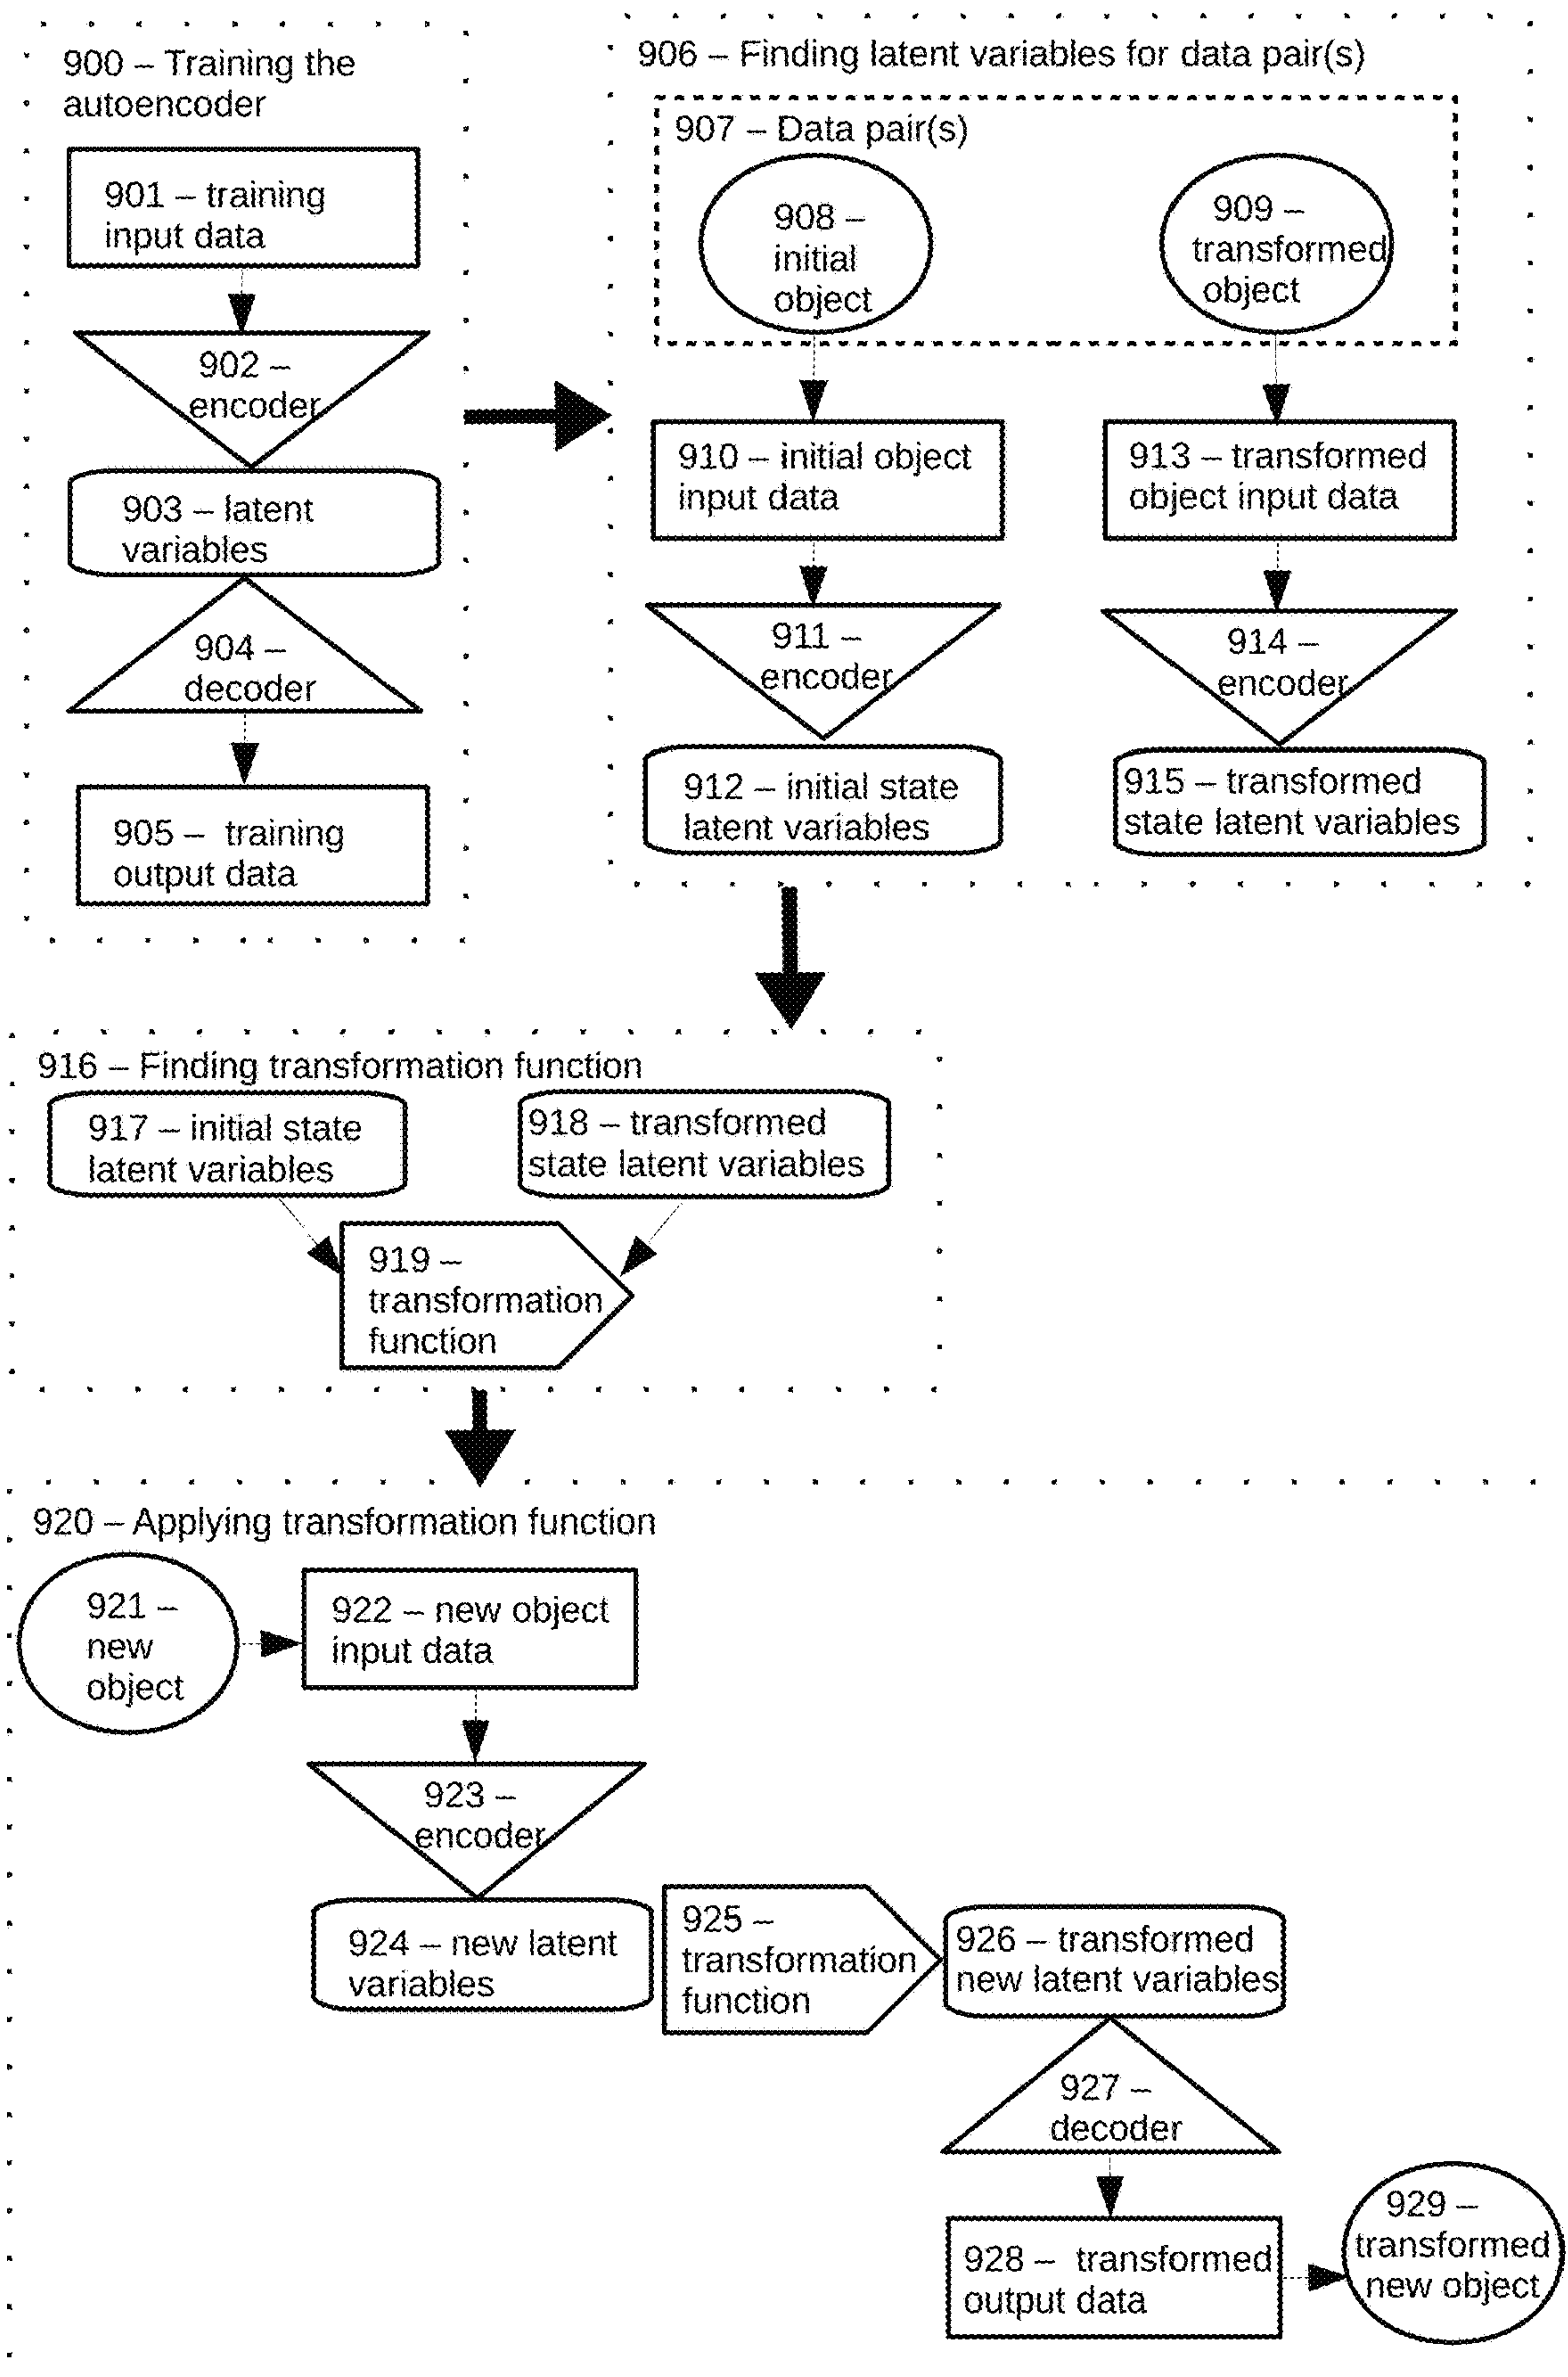 900 – Training the
autoencoder
901 – training
input data
902 –
encoder
903 – latent
variables
904 –
decoder
905 – training
output data
906 – Finding latent variables for data pair(s)
907 – Data pair(s)
908 –
initial
object
909 –
transformed
object
910 – initial object
input data
913 – transformed
object input data
911 –
encoder
914 –
encoder
912 – initial state
latent variables
915 – transformed
state latent variables
916 – Finding transformation function
917 – initial state
latent variables
918 – transformed
state latent variables
919 –
transformation
function
920 – Applying transformation function
921 –
new
object
922 – new object
input data
923 –
encoder
924 – new latent
variables
925 –
transformation
function
926 – transformed
new latent variables
927 –
decoder
928 – transformed
output data
929 –
transformed
new object